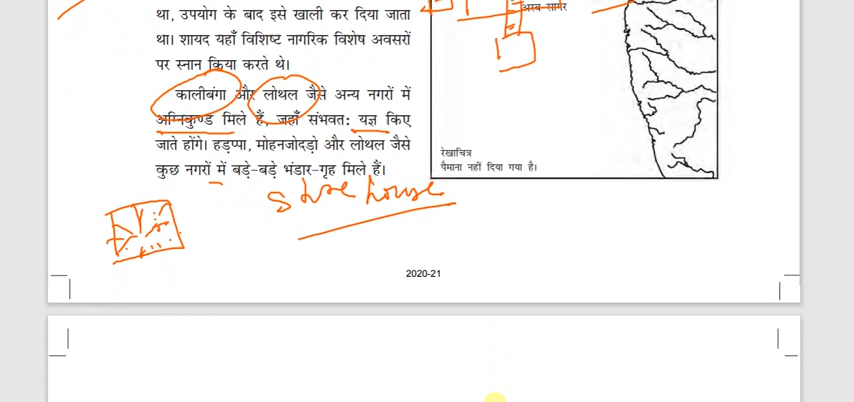 था, उपयोग के बाद इसे खाली कर दिया जाता
था। शायद यहाँ विशिष्ट नागरिक विशेष अवसरों
पर स्नान किया करते थे।
कालीबंगा और लोथल जैसे अन्य नगरों में
अग्निकुण्ड मिले हैं, जहाँ संभवतः यज्ञ किए
जाते होंगे। हड़प्पा, मोहनजोदड़ो और लोथल जैसे
कुछ नगरों में बड़े-बड़े भंडार-गृह मिले हैं।
store house
अरब सागर
रेखाचित्र
पैमाना नहीं दिया गया है।
2020-21